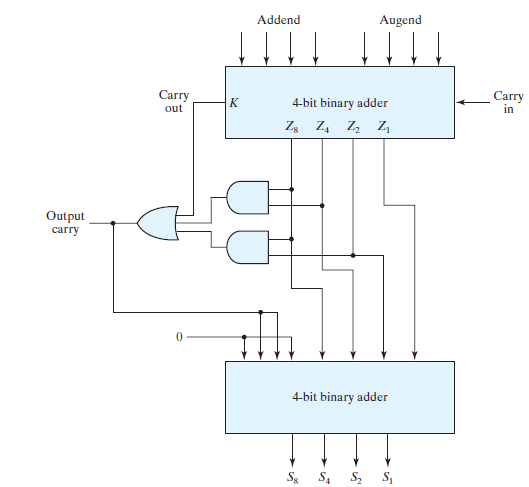 Addend Augend
Carry out
K
4-bit binary adder
Carry in
Z₈ Z₄ Z₂ Z₁
Output carry
0
4-bit binary adder
S₈ S₄ S₂ S₁